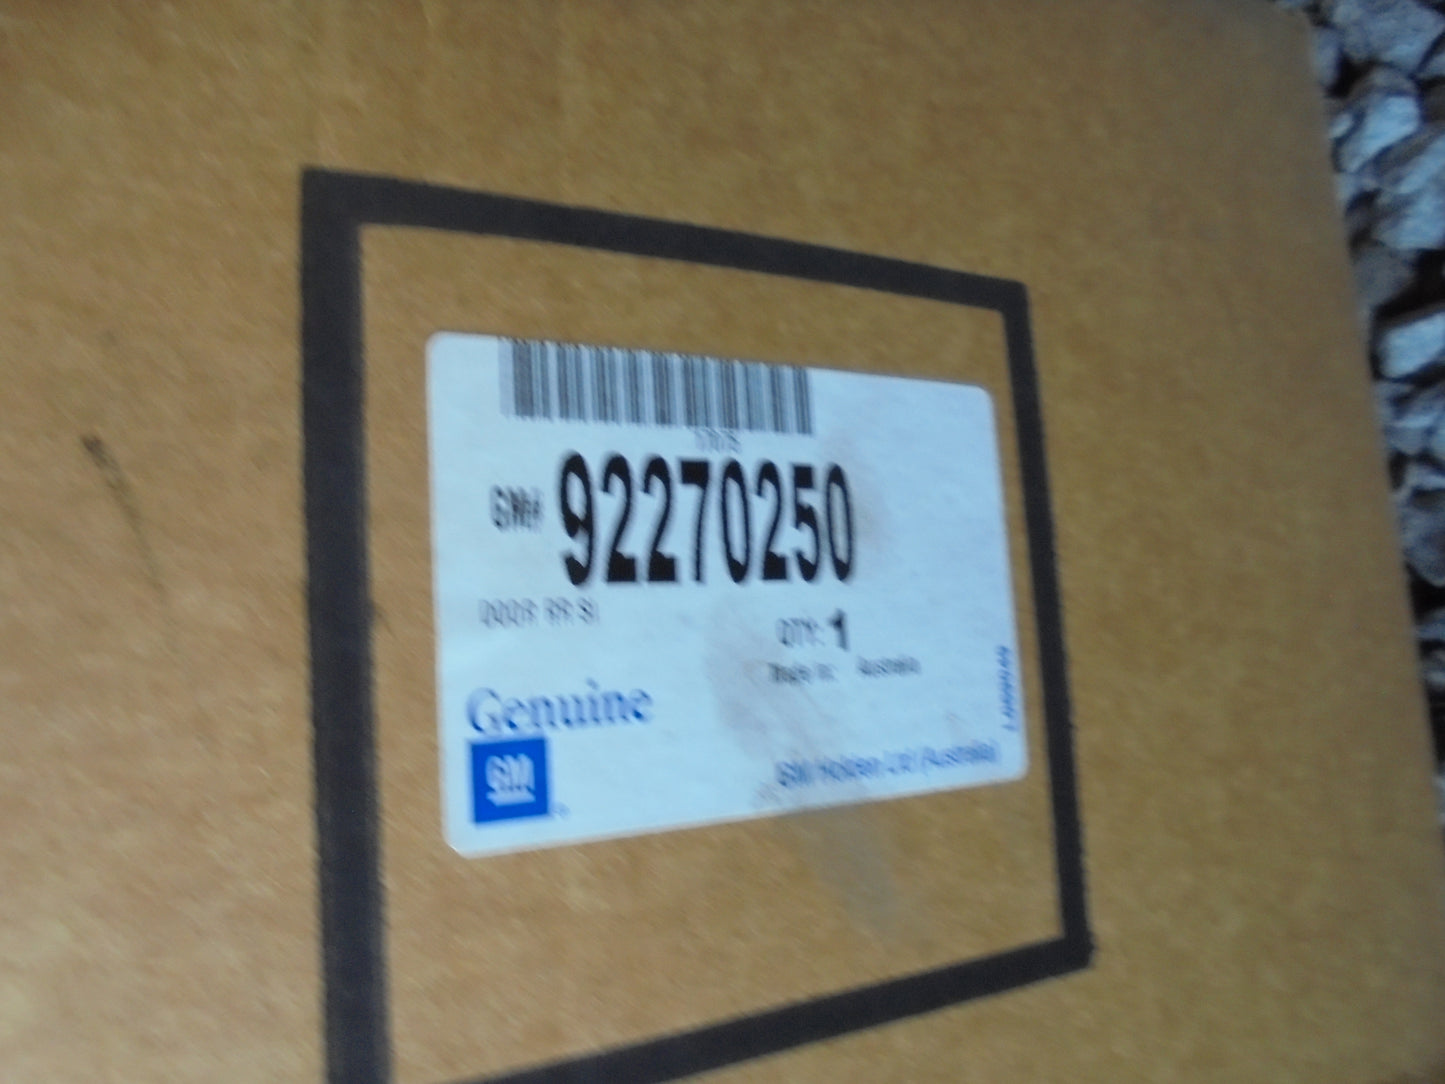 GM# 92270250
DOOR RR SI
QTY: 1
Made in: Australia
Genuine
GM
GM Holden Ltd (Australia)